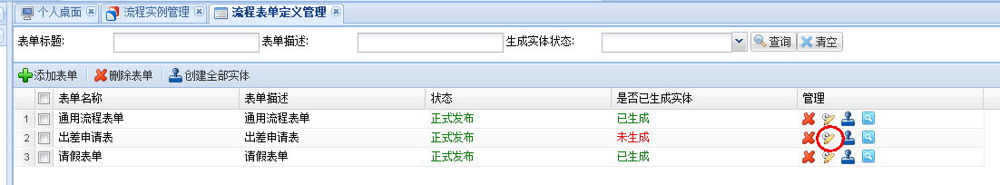 个人桌面 流程实例管理 流程表单定义管理
表单标题: 表单描述: 生成实体状态: 查询 清空
添加表单 删除表单 创建全部实体
表单名称 表单描述 状态 是否已生成实体 管理
1 通用流程表单 通用流程表单 正式发布 已生成
2 出差申请表 出差申请表 正式发布 未生成
3 请假表单 请假表单 正式发布 已生成